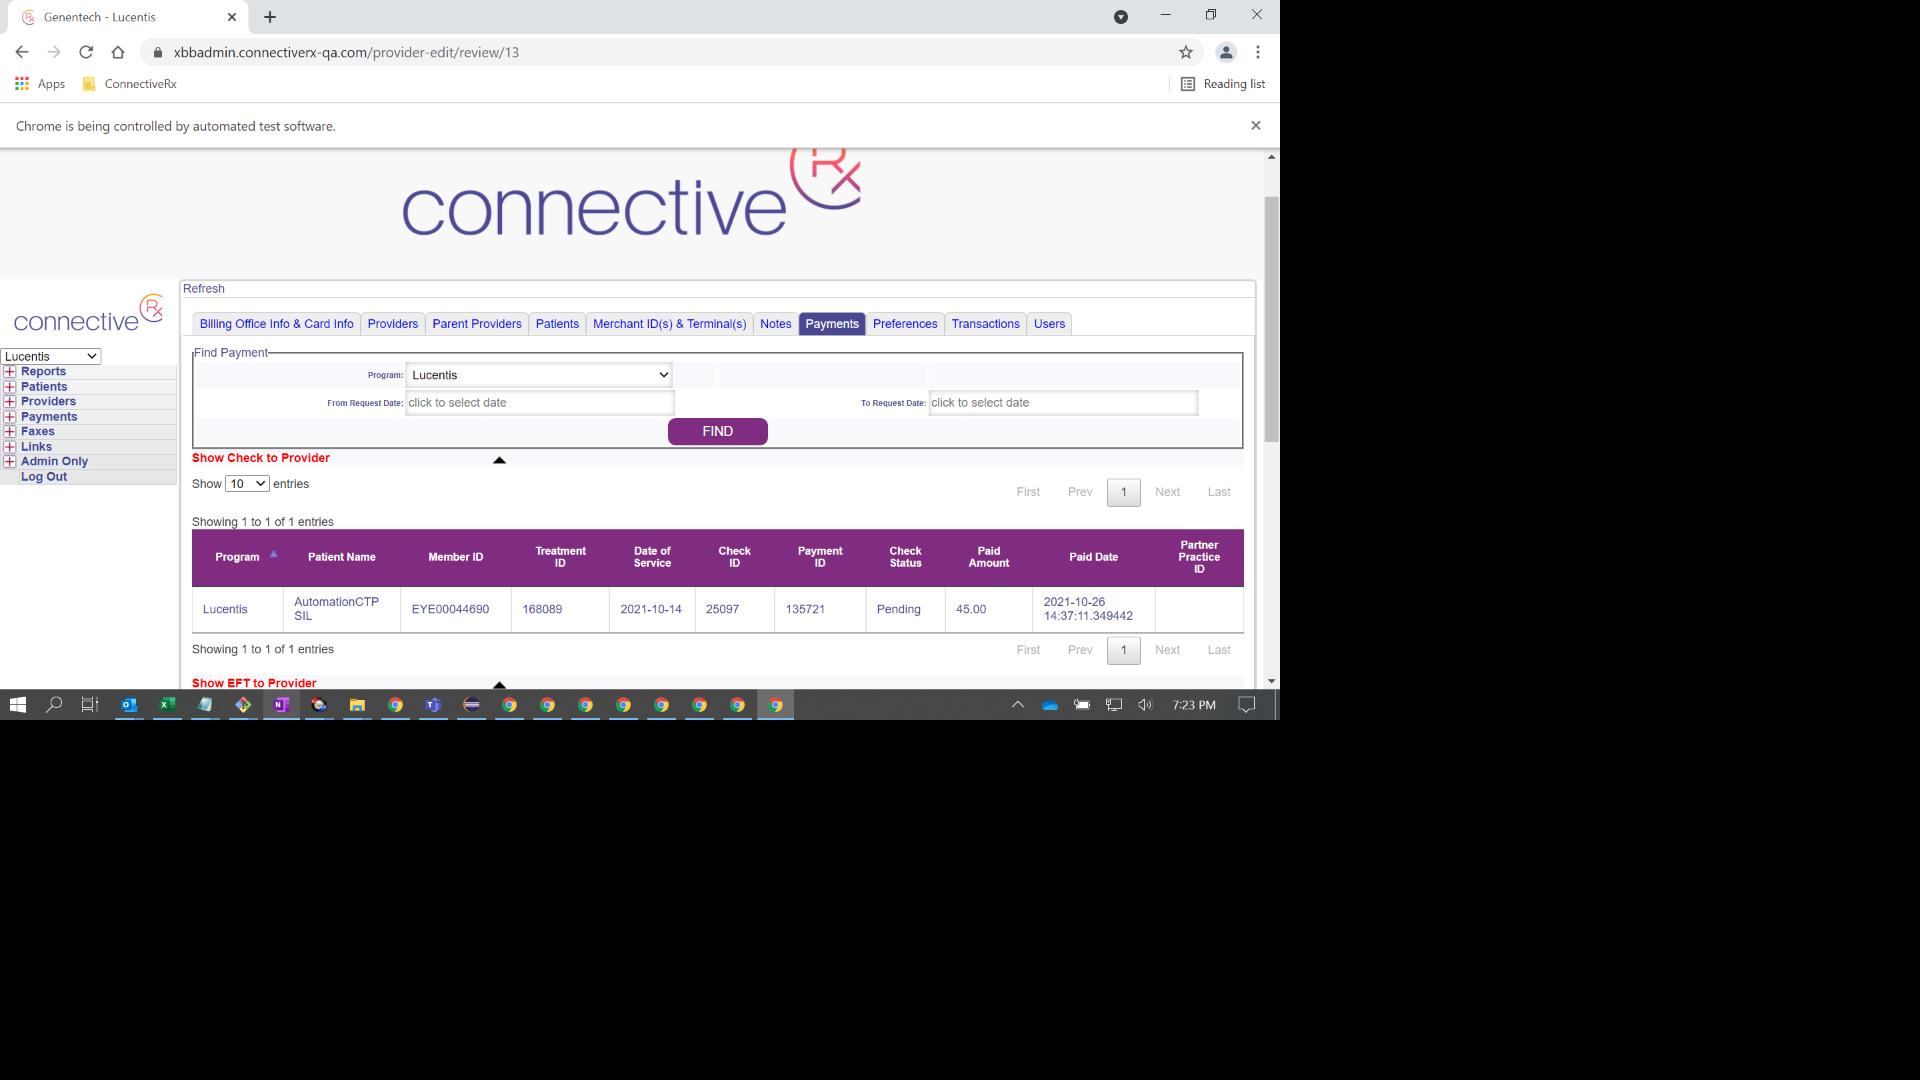 Genentech - Lucentis
xbbadmin.connectiverx-qa.com/provider-edit/review/13
Apps ConnectiveRx Reading list
Chrome is being controlled by automated test software.
connective Rx
Refresh
connective Rx
Billing Office Info & Card Info Providers Parent Providers Patients Merchant ID(s) & Terminal(s) Notes Payments Preferences Transactions Users
Lucentis
Reports
Patients
Providers
Payments
Faxes
Links
Admin Only
Log Out
Find Payment
Program: Lucentis
From Request Date: click to select date To Request Date: click to select date
FIND
Show Check to Provider
Show 10 entries
First Prev 1 Next Last
Showing 1 to 1 of 1 entries
Program Patient Name Member ID Treatment ID Date of Service Check ID Payment ID Check Status Paid Amount Paid Date Partner Practice ID
Lucentis AutomationCTP SIL EYE00044690 168089 2021-10-14 25097 135721 Pending 45.00 2021-10-26 14:37:11.349442
Showing 1 to 1 of 1 entries First Prev 1 Next Last
Show EFT to Provider
7:23 PM